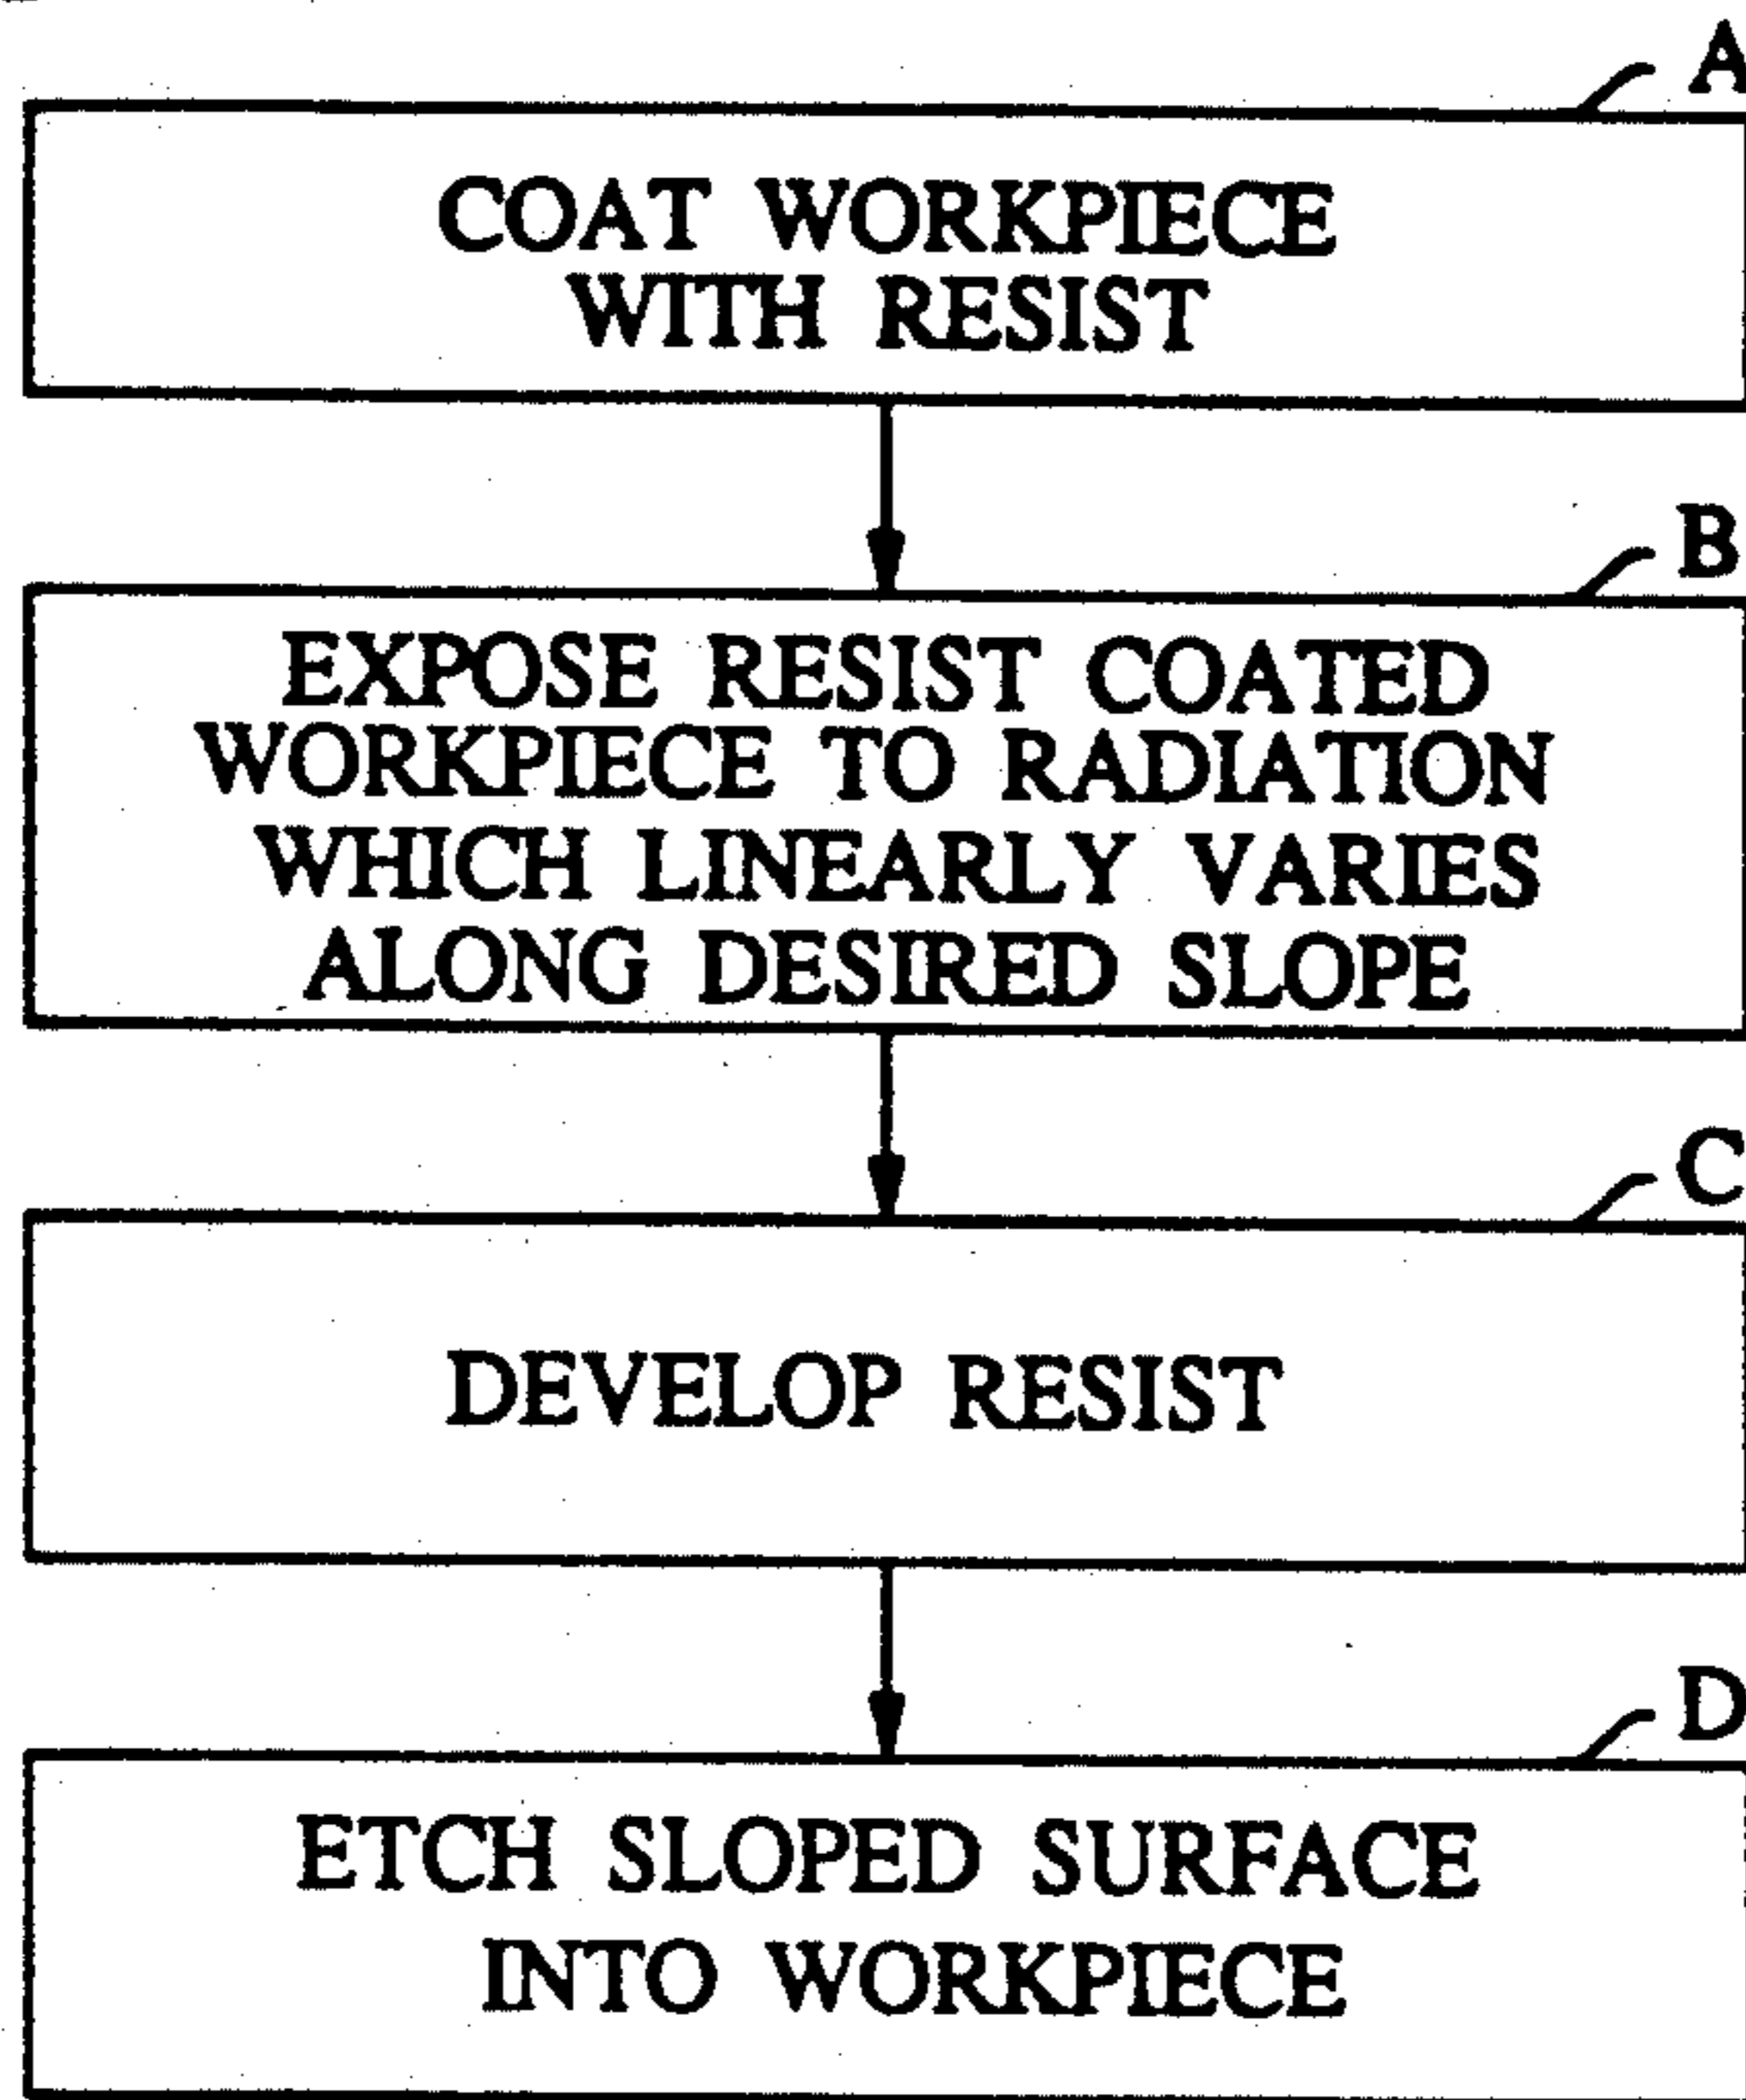 A
COAT WORKPIECE
WITH RESIST
B
EXPOSE RESIST COATED
WORKPIECE TO RADIATION
WHICH LINEARLY VARIES
ALONG DESIRED SLOPE
C
DEVELOP RESIST
D
ETCH SLOPED SURFACE
INTO WORKPIECE